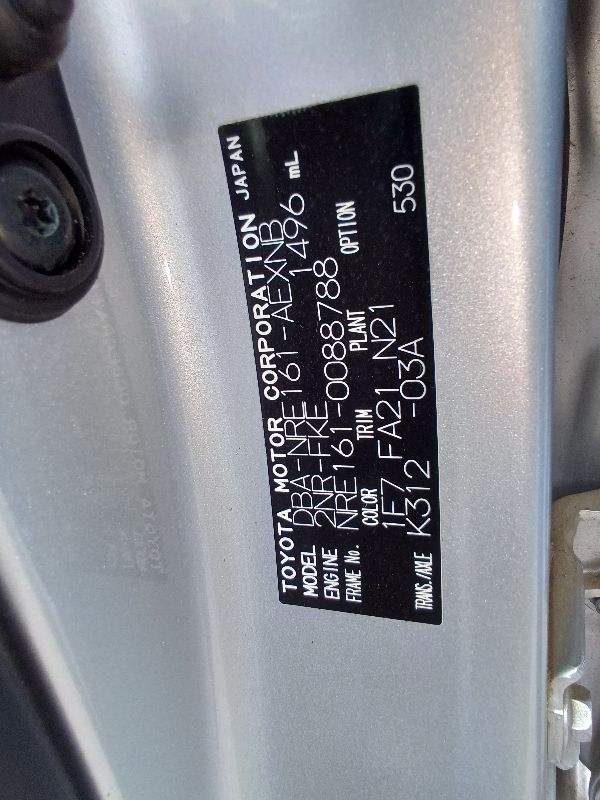 TOYOTA MOTOR CORPORATION JAPAN
MODEL DBA-NRE161-AEXNB
ENGINE 2NR-FKE 1496 mL
FRAME No. NRE161-0088788
COLOR TRIM PLANT OPTION
1E7 FA21 N21
TRANS./AXLE K312 -03A 530